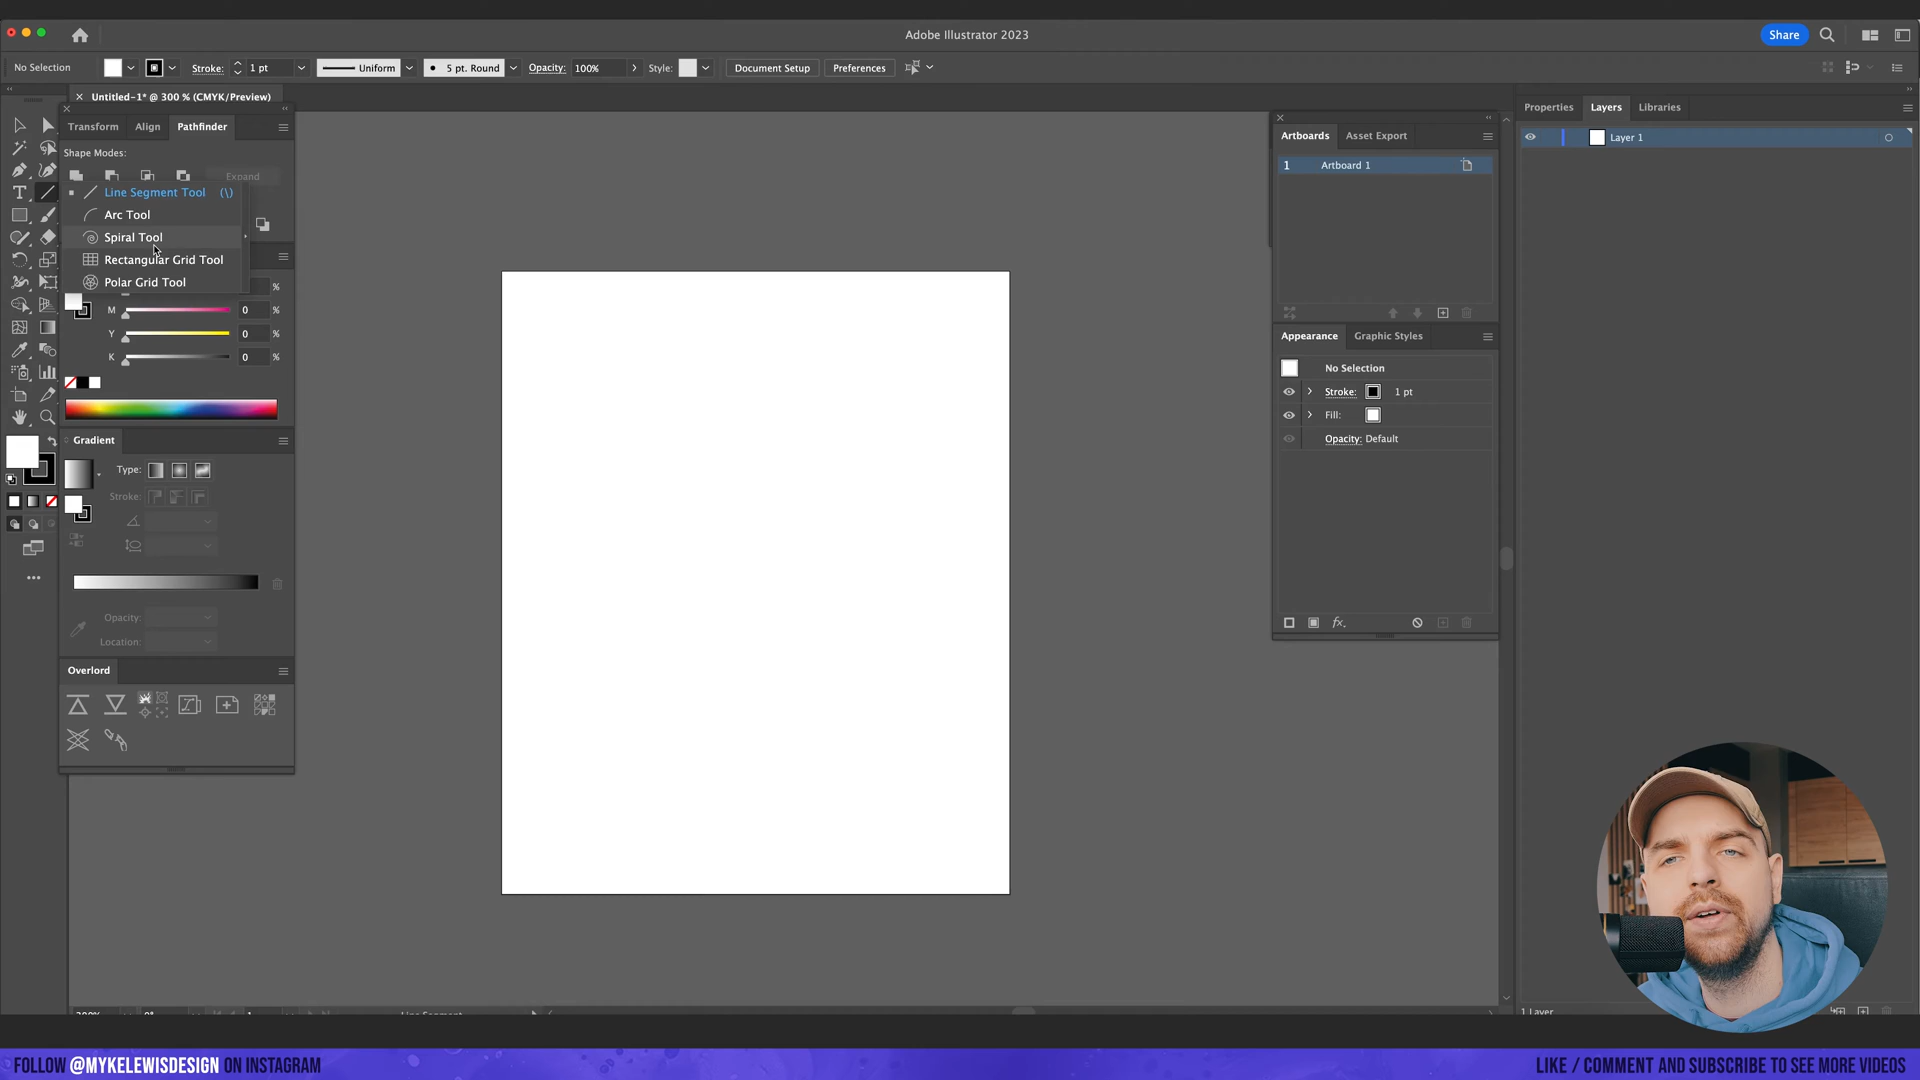 Adobe Illustrator 2023
Share
No Selection
Stroke:
1 pt
Uniform
5 pt. Round
Opacity:
100%
Style:
Document Setup
Preferences
Untitled-1* @ 300 % (CMYK/Preview)
Transform
Align
Pathfinder
Shape Modes:
Expand
Line Segment Tool (\)
Arc Tool
Spiral Tool
Rectangular Grid Tool
Polar Grid Tool
%
M 0 %
Y 0 %
K 0 %
Gradient
Type:
Stroke:
Opacity:
Location:
Overlord
Artboards
Asset Export
1 Artboard 1
Appearance
Graphic Styles
No Selection
Stroke: 1 pt
Fill:
Opacity: Default
fx.
Properties
Layers
Libraries
Layer 1
1 Layer
FOLLOW @MYKELEWISDESIGN ON INSTAGRAM
LIKE / COMMENT AND SUBSCRIBE TO SEE MORE VIDEOS